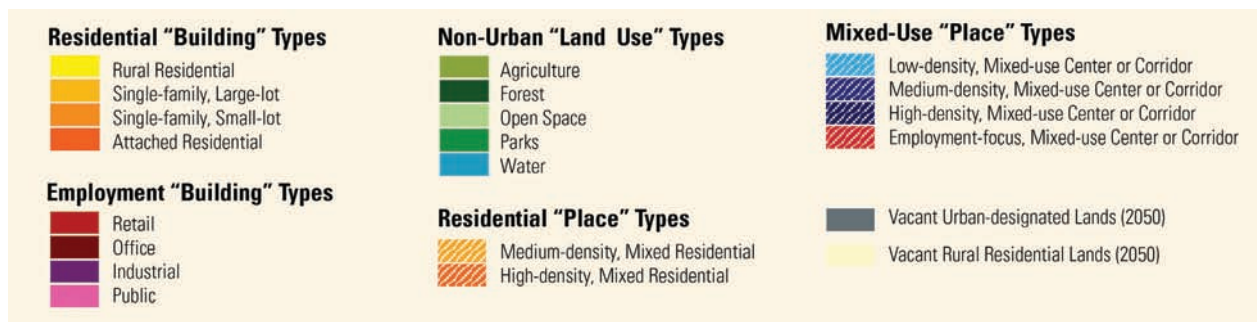 Residential “Building” Types
Rural Residential
Single-family, Large-lot
Single-family, Small-lot
Attached Residential
Employment “Building” Types
Retail
Office
Industrial
Public
Non-Urban “Land Use” Types
Agriculture
Forest
Open Space
Parks
Water
Residential “Place” Types
Medium-density, Mixed Residential
High-density, Mixed Residential
Mixed-Use “Place” Types
Low-density, Mixed-use Center or Corridor
Medium-density, Mixed-use Center or Corridor
High-density, Mixed-use Center or Corridor
Employment-focus, Mixed-use Center or Corridor
Vacant Urban-designated Lands (2050)
Vacant Rural Residential Lands (2050)